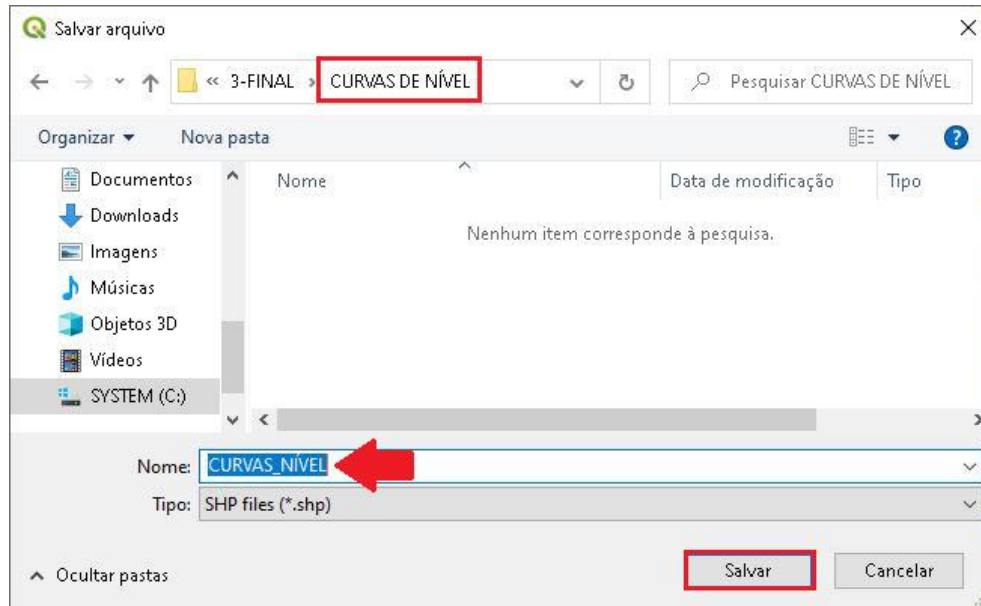 Salvar arquivo
« 3-FINAL › CURVAS DE NÍVEL
Pesquisar CURVAS DE NÍVEL
Organizar
Nova pasta
Documentos
Downloads
Imagens
Músicas
Objetos 3D
Vídeos
SYSTEM (C:)
Nome
Data de modificação
Tipo
Nenhum item corresponde à pesquisa.
Nome: CURVAS_NÍVEL
Tipo: SHP files (*.shp)
Ocultar pastas
Salvar
Cancelar